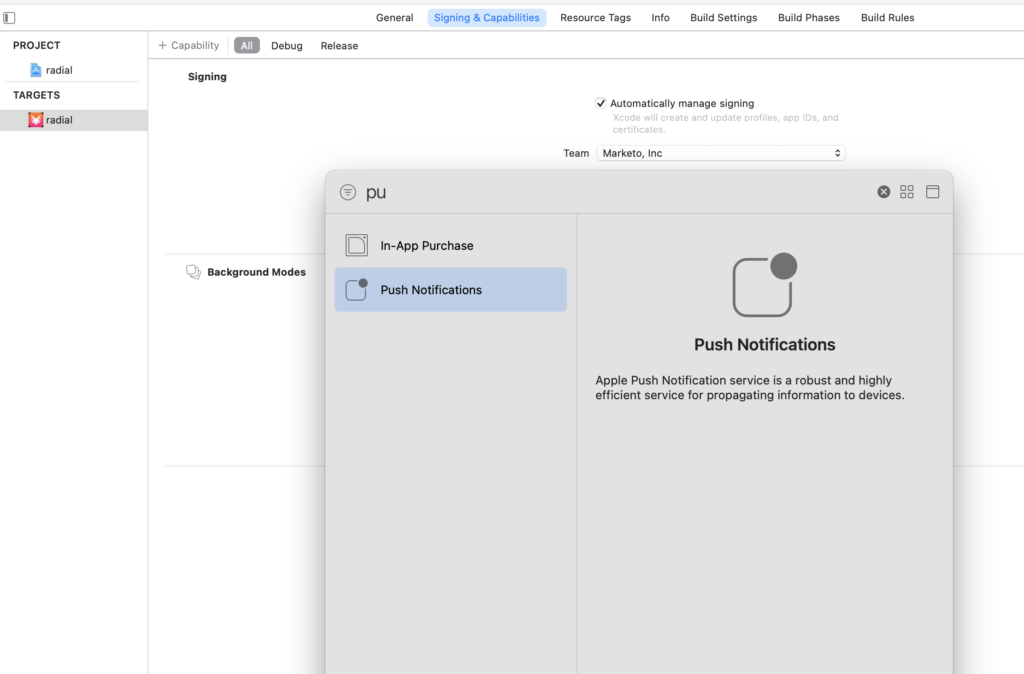 General Signing & Capabilities Resource Tags Info Build Settings Build Phases Build Rules
PROJECT
radial
TARGETS
radial
+ Capability All Debug Release
Signing
Automatically manage signing
Xcode will create and update profiles, app IDs, and
certificates.
Team Marketo, Inc
Background Modes
pu
In-App Purchase
Push Notifications
Push Notifications
Apple Push Notification service is a robust and highly
efficient service for propagating information to devices.